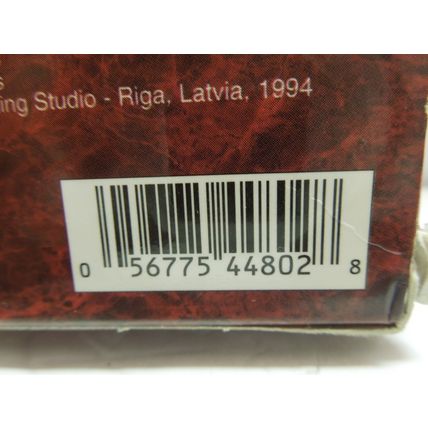 s
ing Studio - Riga, Latvia, 1994
0 56775 44802 8